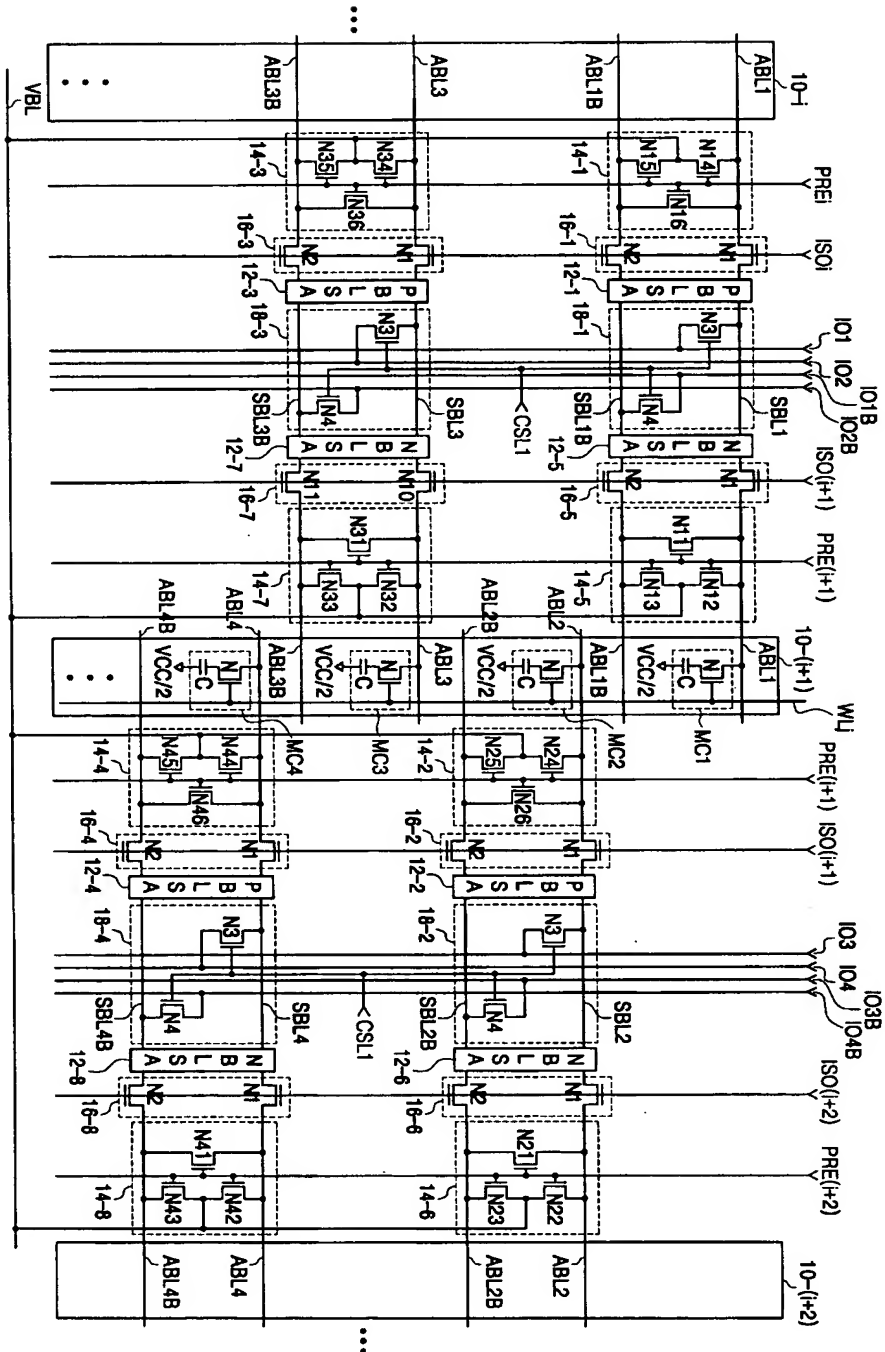 10-i
PREi
ISOi
IO1
IO2
IO1B
IO2B
ISO(i+1)
PRE(i+1)
10-(i+1)
WLj
PRE(i+1)
ISO(i+1)
IO3
IO4
IO3B
IO4B
ISO(i+2)
PRE(i+2)
10-(i+2)
ABL1
ABL1B
14-1
N14
N15
N16
16-1
N1
N2
12-1
P B L S A
18-1
N3
N4
SBL1
SBL1B
12-5
N B L S A
16-5
N1
N2
14-5
N11
N12
N13
ABL1
ABL1B
MC1
N
C
VCC/2
CSL1
ABL3
ABL3B
14-3
N34
N35
N36
16-3
N1
N2
12-3
P B L S A
18-3
N3
N4
SBL3
SBL3B
12-7
N B L S A
16-7
N10
N11
14-7
N31
N32
N33
ABL3
ABL3B
MC3
N
C
VCC/2
VBL
ABL2
ABL2B
MC2
N
C
VCC/2
14-2
N24
N25
N26
16-2
N1
N2
12-2
P B L S A
18-2
N3
N4
SBL2
SBL2B
12-6
N B L S A
16-6
N1
N2
14-6
N21
N22
N23
ABL2
ABL2B
CSL1
ABL4
ABL4B
MC4
N
C
VCC/2
14-4
N44
N45
N46
16-4
N1
N2
12-4
P B L S A
18-4
N3
N4
SBL4
SBL4B
12-8
N B L S A
16-8
N1
N2
14-8
N41
N42
N43
ABL4
ABL4B